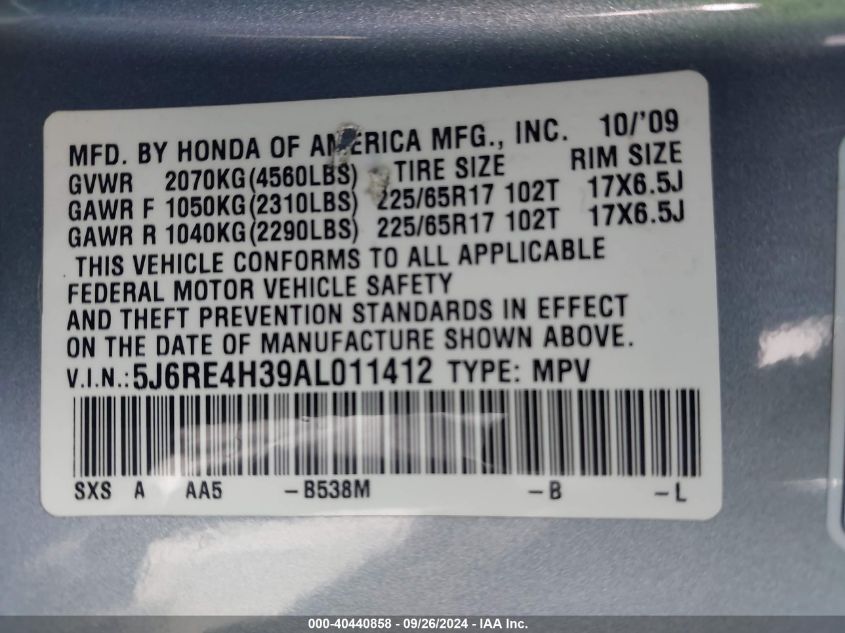 MFD. BY HONDA OF AMERICA MFG., INC. 10/'09
GVWR 2070KG(4560LBS) TIRE SIZE RIM SIZE
GAWR F 1050KG(2310LBS) 225/65R17 102T 17X6.5J
GAWR R 1040KG(2290LBS) 225/65R17 102T 17X6.5J
THIS VEHICLE CONFORMS TO ALL APPLICABLE
FEDERAL MOTOR VEHICLE SAFETY
AND THEFT PREVENTION STANDARDS IN EFFECT
ON THE DATE OF MANUFACTURE SHOWN ABOVE.
V.I.N.:5J6RE4H39AL011412 TYPE: MPV
SXS A AA5 -B538M -B -L
000-40440858 - 09/26/2024 - IAA Inc.